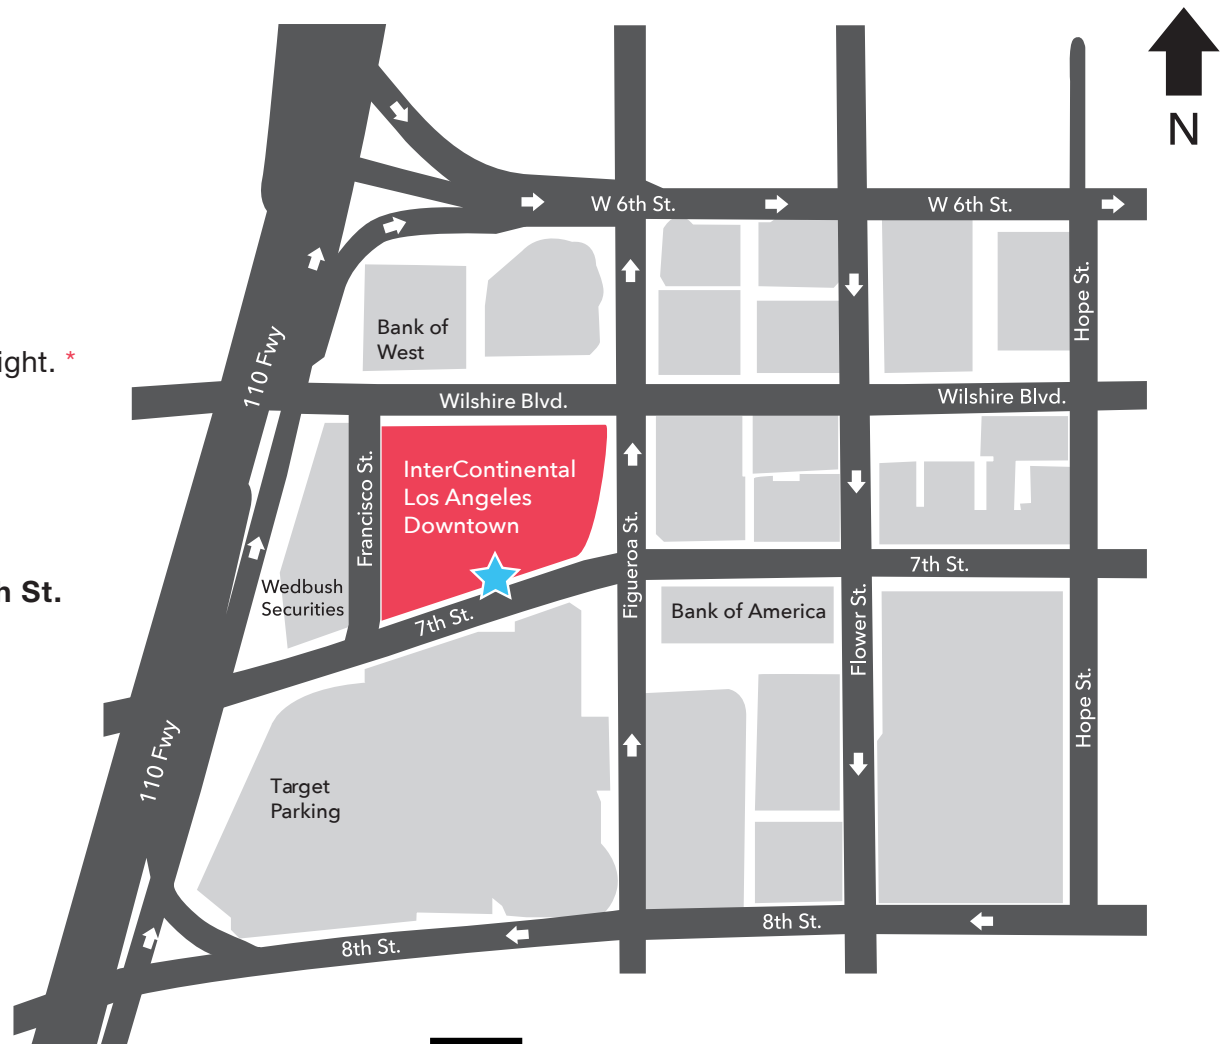 N
W 6th St.
W 6th St.
Hope St.
Bank of
West
ight. *
110 Fwy
Wilshire Blvd.
Wilshire Blvd.
InterContinental
Los Angeles
Downtown
Francisco St.
Figueroa St.
7th St.
Wedbush
Securities
h St.
7th St.
Bank of America
Flower St.
Hope St.
110 Fwy
Target
Parking
8th St.
8th St.